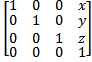 1 0 0 x
0 1 0 y
0 0 1 z
0 0 0 1